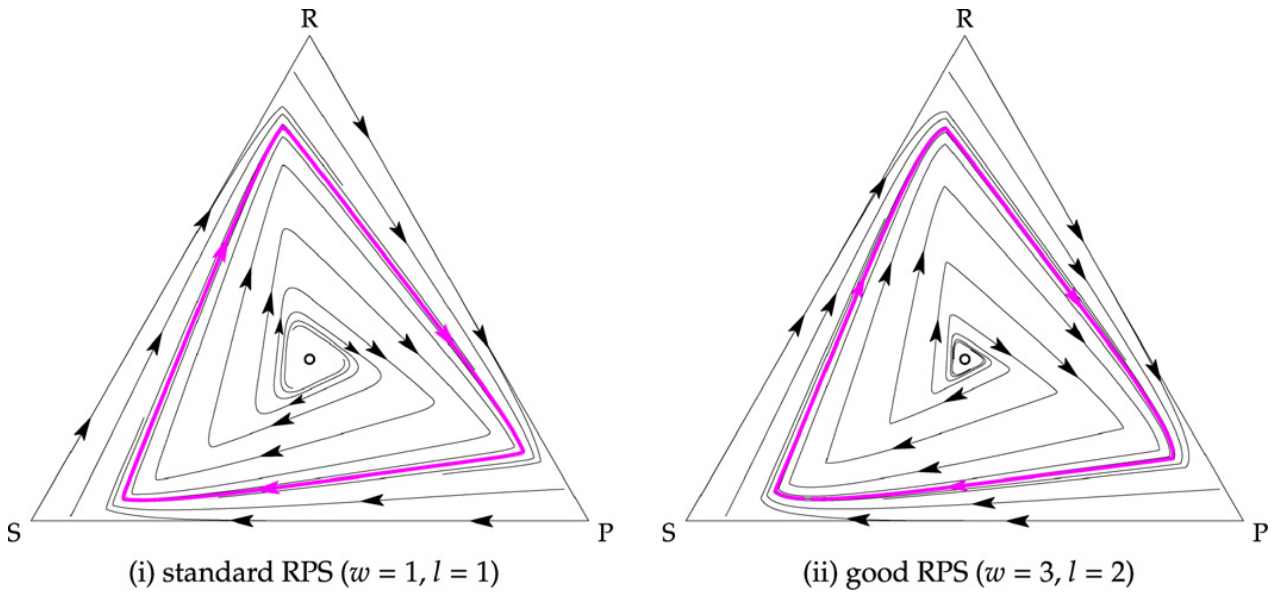 R R
S P S P
(i) standard RPS (w = 1, l = 1) (ii) good RPS (w = 3, l = 2)